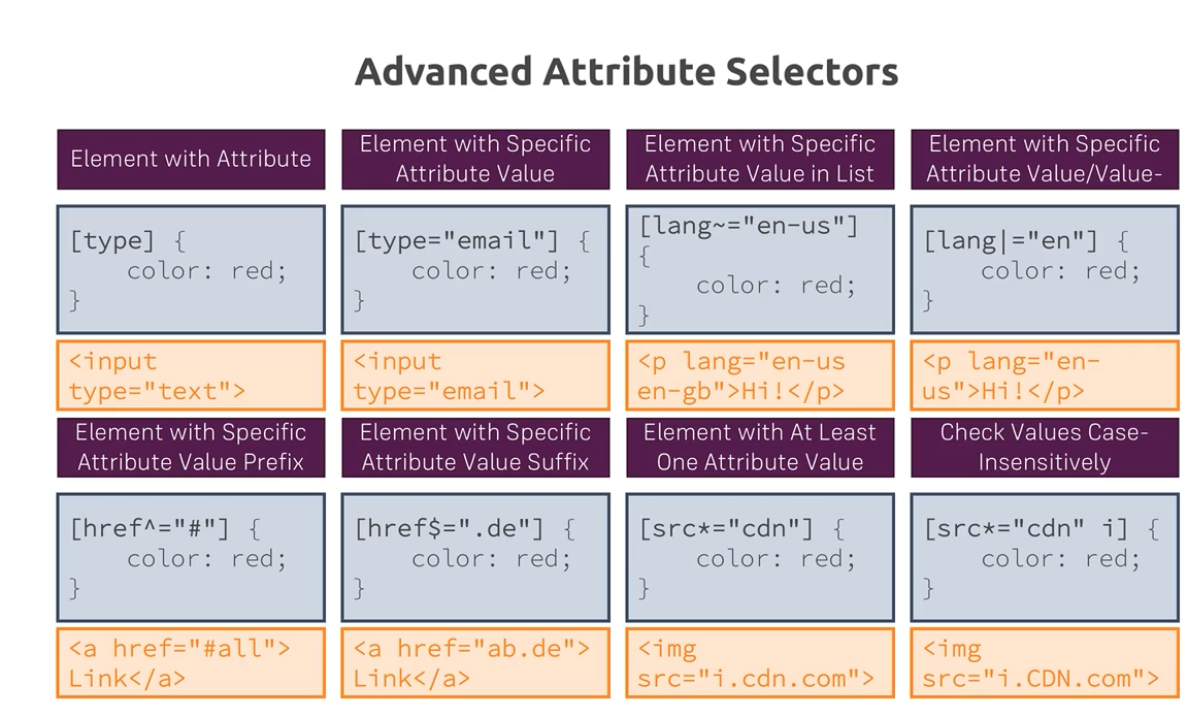 Advanced Attribute Selectors
Element with Attribute
[type] {
    color: red;
}
<input
type="text">
Element with Specific
Attribute Value
[type="email"] {
    color: red;
}
<input
type="email">
Element with Specific
Attribute Value in List
[lang~="en-us"]
{
    color: red;
}
<p lang="en-us
en-gb">Hi!</p>
Element with Specific
Attribute Value/Value-
[lang|="en"] {
    color: red;
}
<p lang="en-
us">Hi!</p>
Element with Specific
Attribute Value Prefix
[href^="#"] {
    color: red;
}
<a href="#all">
Link</a>
Element with Specific
Attribute Value Suffix
[href$=".de"] {
    color: red;
}
<a href="ab.de">
Link</a>
Element with At Least
One Attribute Value
[src*="cdn"] {
    color: red;
}
<img
src="i.cdn.com">
Check Values Case-
Insensitively
[src*="cdn" i] {
    color: red;
}
<img
src="i.CDN.com">